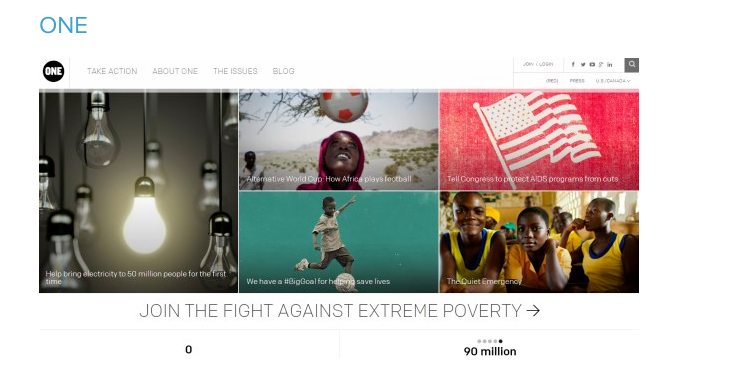 ONE
ONE
TAKE ACTION ABOUT ONE THE ISSUES BLOG
JOIN / LOGIN
(RED) PRESS U.S./CANADA
Help bring electricity to 50 million people for the first
time
Alternative World Cup: How Africa plays football
Tell Congress to protect AIDS programs from cuts
We have a #BigGoal for helping save lives
The Quiet Emergency
JOIN THE FIGHT AGAINST EXTREME POVERTY →
0
90 million